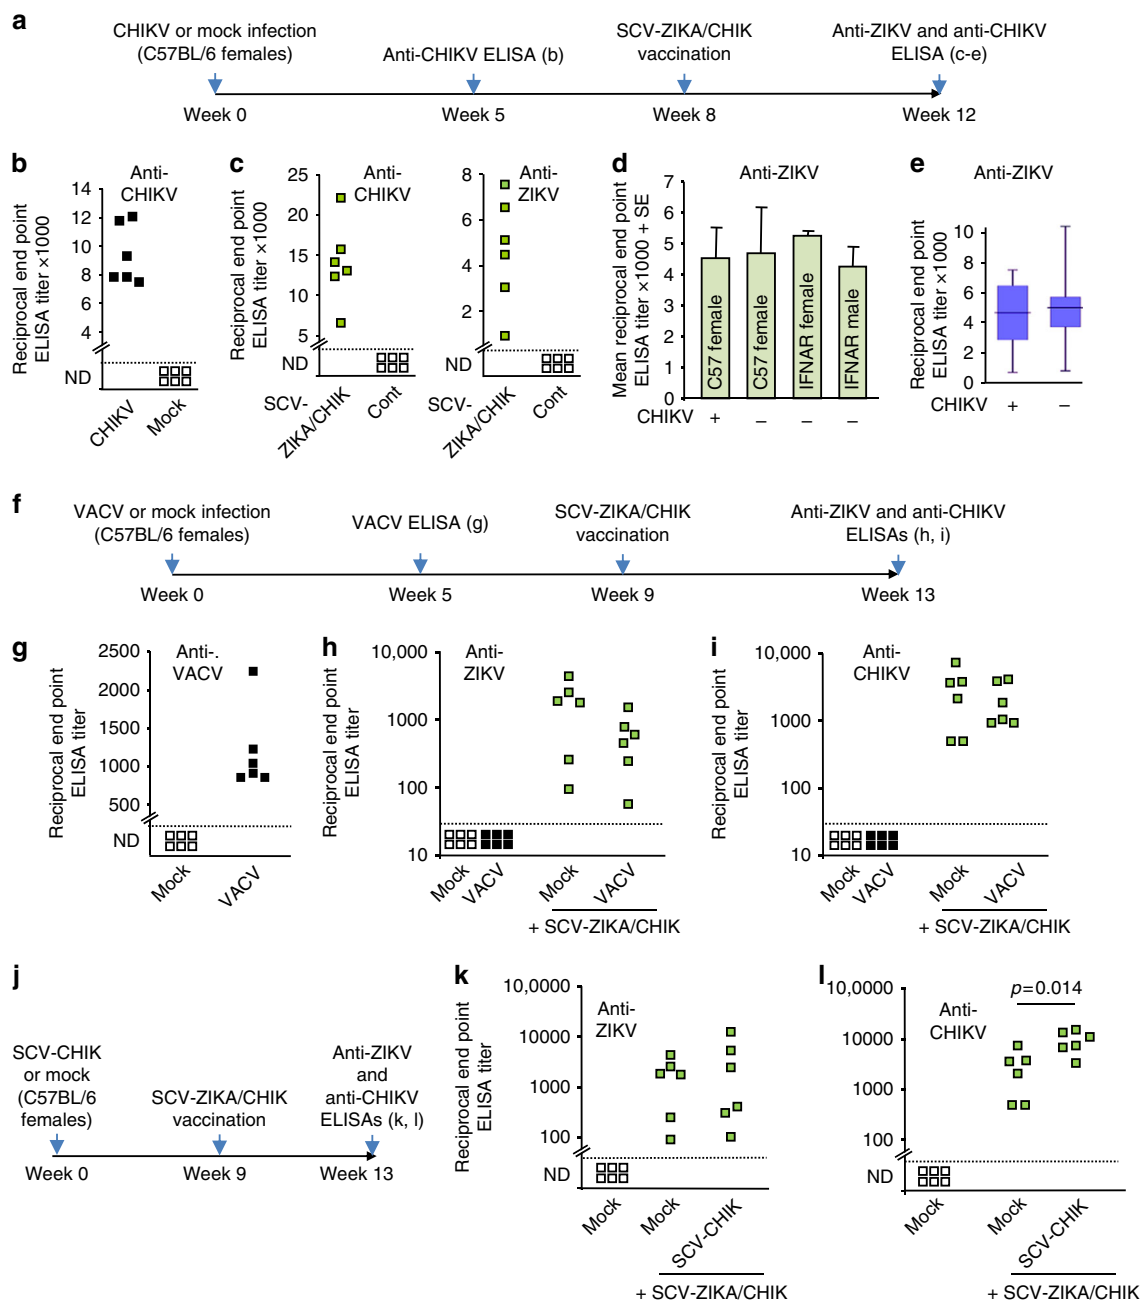 a
CHIKV or mock infection
(C57BL/6 females)
Anti-CHIKV ELISA (b)
SCV-ZIKA/CHIK
vaccination
Anti-ZIKV and anti-CHIKV
ELISA (c-e)
Week 0
Week 5
Week 8
Week 12
b
Anti-
CHIKV
Reciprocal end point
ELISA titer ×1000
14
12
10
8
6
4
ND
CHIKV
Mock
c
Anti-
CHIKV
Reciprocal end point
ELISA titer ×1000
25
20
15
10
5
ND
SCV-
ZIKA/CHIK
Cont
Anti-
ZIKV
8
6
4
2
SCV-
ZIKA/CHIK
Cont
d
Anti-ZIKV
Mean reciprocal end point
ELISA titer ×1000 + SE
7
6
5
4
3
2
1
0
C57 female
C57 female
IFNAR female
IFNAR male
CHIKV + – – –
e
Anti-ZIKV
Reciprocal end point
ELISA titer ×1000
10
8
6
4
2
0
CHIKV + –
f
VACV or mock infection
(C57BL/6 females)
VACV ELISA (g)
SCV-ZIKA/CHIK
vaccination
Anti-ZIKV and anti-CHIKV
ELISAs (h, i)
Week 0
Week 5
Week 9
Week 13
g
Anti-.
VACV
Reciprocal end point
ELISA titer
2500
2000
1500
1000
500
ND
Mock
VACV
h
Anti-
ZIKV
Reciprocal end point
ELISA titer
10,000
1000
100
10
Mock
VACV
Mock
VACV
+ SCV-ZIKA/CHIK
i
Anti-
CHIKV
Reciprocal end point
ELISA titer
10,000
1000
100
10
Mock
VACV
Mock
VACV
+ SCV-ZIKA/CHIK
j
SCV-CHIK
or mock
(C57BL/6
females)
SCV-ZIKA/CHIK
vaccination
Anti-ZIKV
and
anti-CHIKV
ELISAs (k, l)
Week 0
Week 9
Week 13
k
Anti-
ZIKV
Reciprocal end point
ELISA titer
10,0000
10000
1000
100
ND
Mock
Mock
SCV-CHIK
+ SCV-ZIKA/CHIK
l
Anti-
CHIKV
p=0.014
10,0000
10000
1000
100
ND
Mock
Mock
SCV-CHIK
+ SCV-ZIKA/CHIK